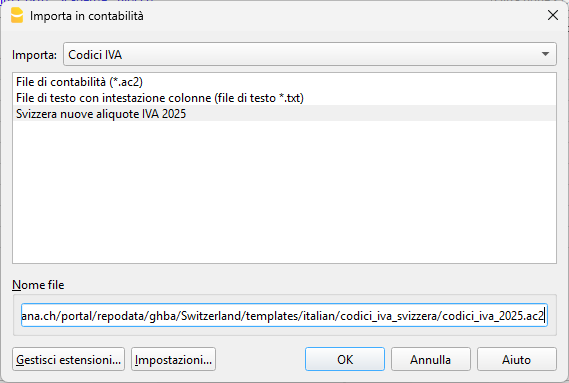 Importa in contabilità
Importa: Codici IVA
File di contabilità (*.ac2)
File di testo con intestazione colonne (file di testo *.txt)
Svizzera nuove aliquote IVA 2025
Nome file
ana.ch/portal/repodata/ghba/Switzerland/templates/italian/codici_iva_svizzera/codici_iva_2025.ac2
Gestisci estensioni... Impostazioni... OK Annulla Aiuto